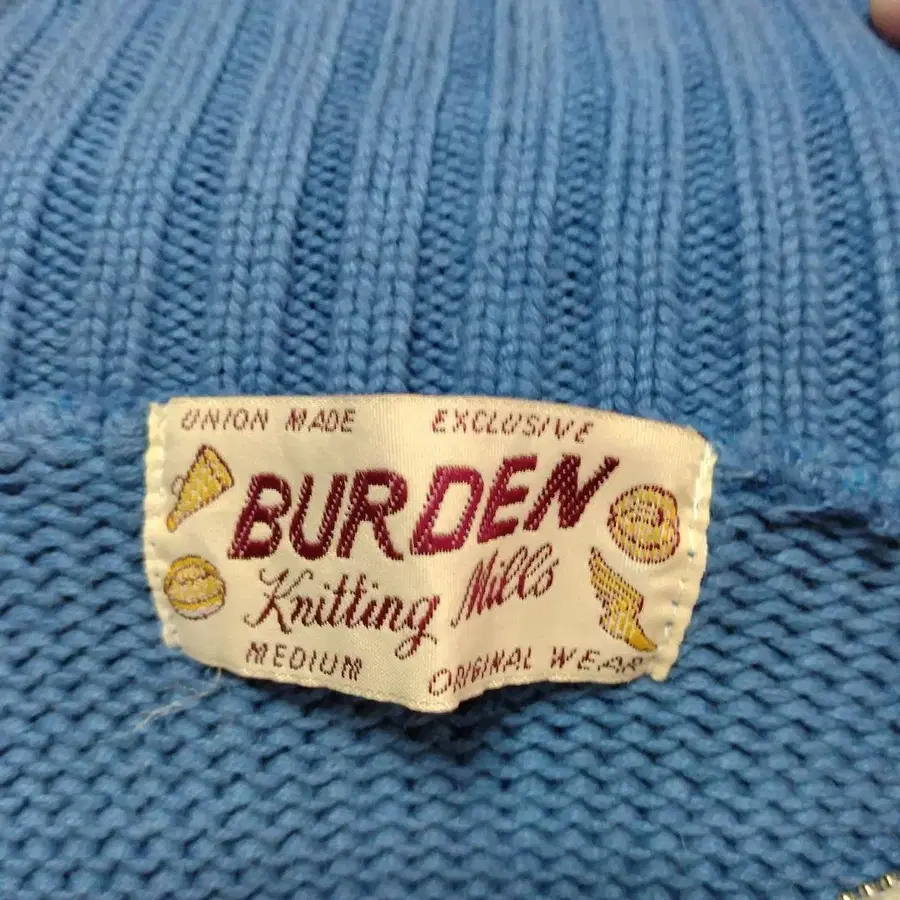 UNION MADE EXCLUSIVE
BURDEN
Knitting Mills
MEDIUM ORIGINAL WEAR